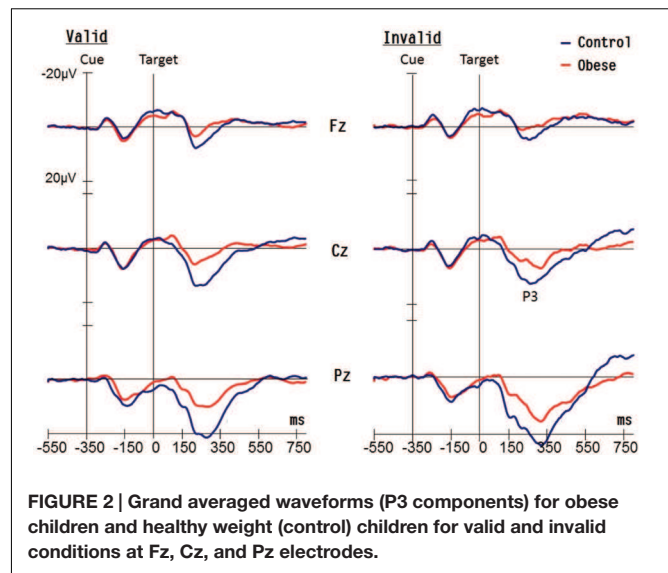 Valid
Invalid
Control
Obese
Cue
Target
Cue
Target
-20μV
20μV
Fz
Cz
P3
Pz
ms
ms
-550 -350 -150 0 150 350 550 750
-550 -350 -150 0 150 350 550 750
FIGURE 2 | Grand averaged waveforms (P3 components) for obese
children and healthy weight (control) children for valid and invalid
conditions at Fz, Cz, and Pz electrodes.